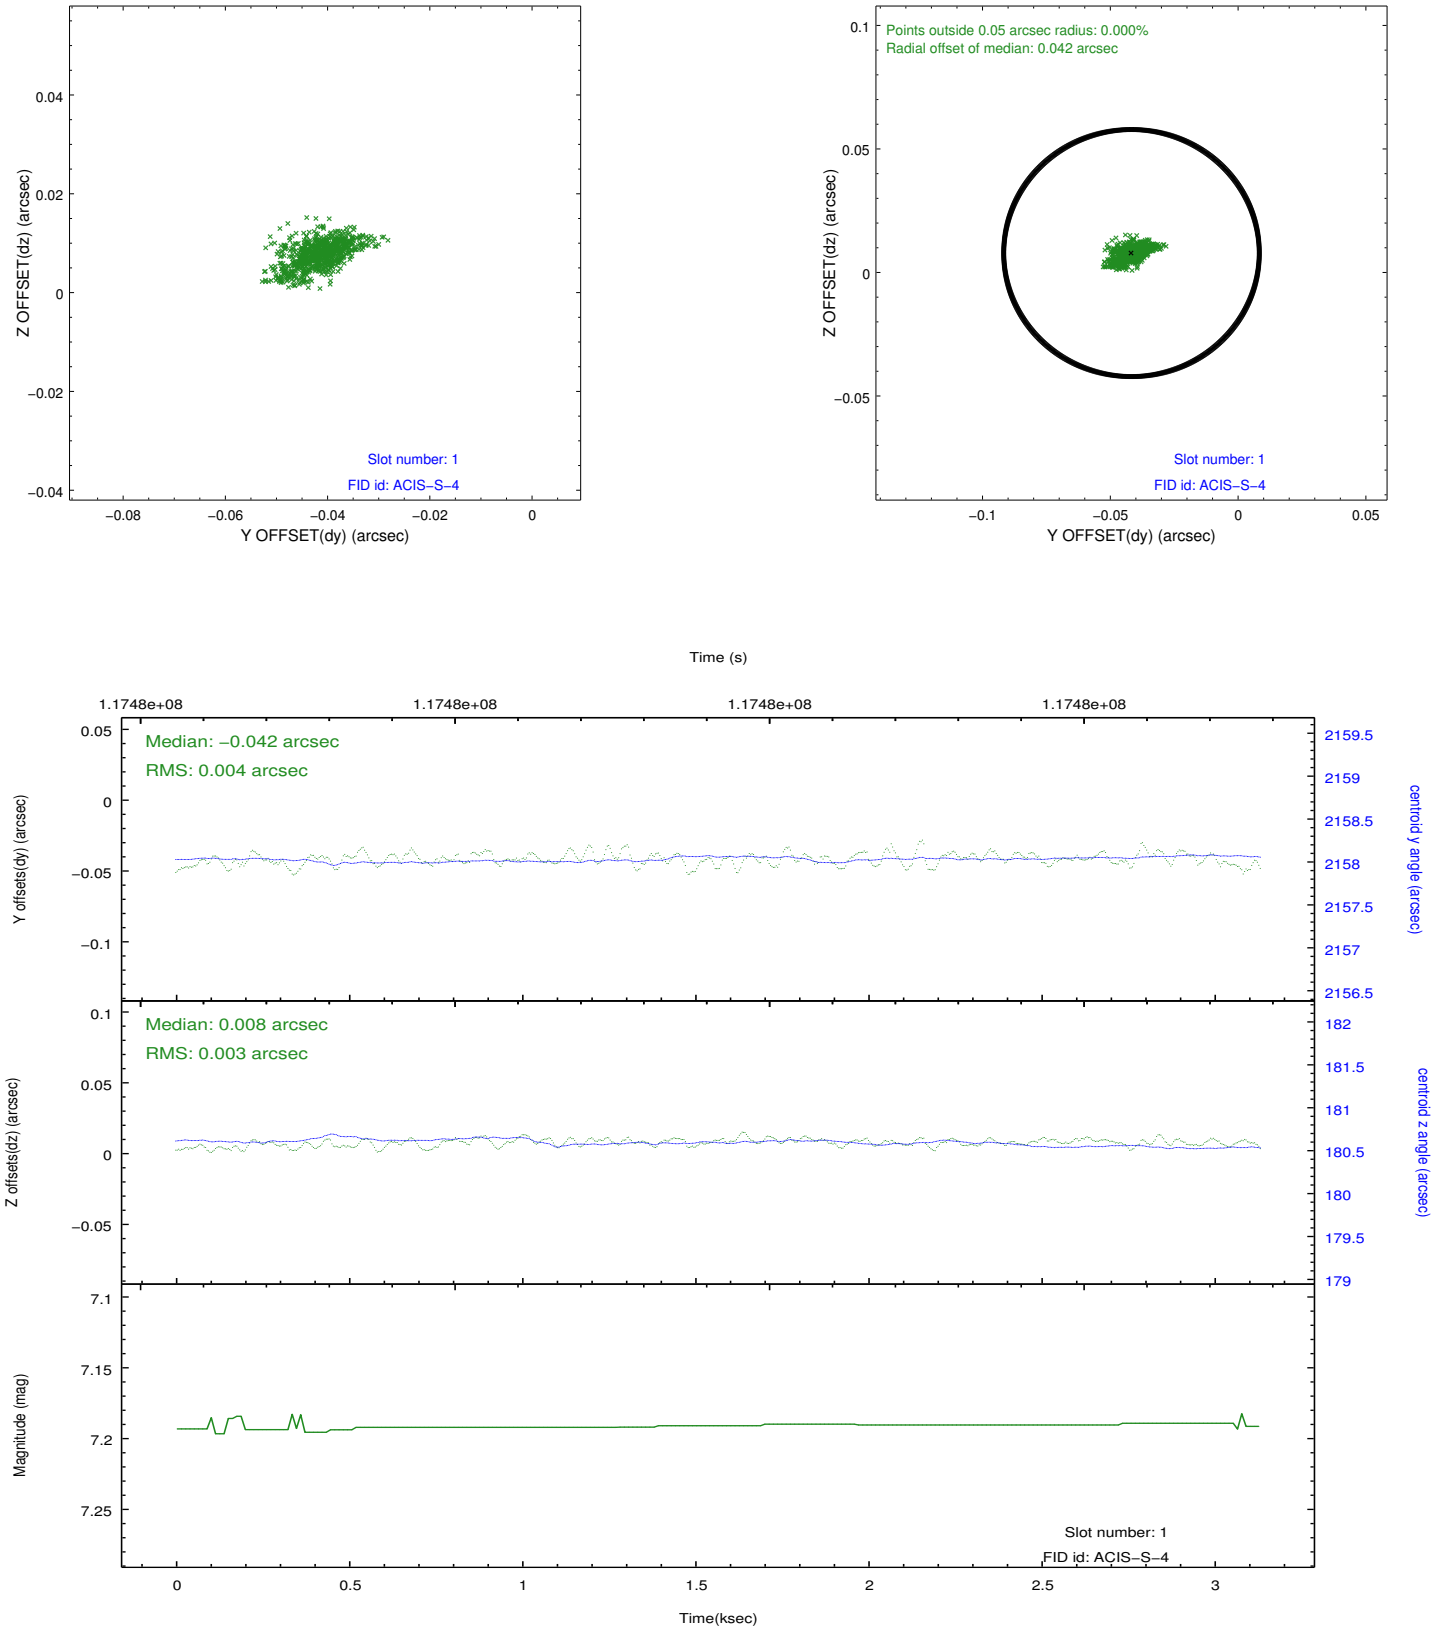 0.04
0.02
0
−0.02
−0.04
Z OFFSET(dz) (arcsec)
Slot number: 1
FID id: ACIS−S−4
−0.08
−0.06
−0.04
−0.02
0
Y OFFSET(dy) (arcsec)
Points outside 0.05 arcsec radius: 0.000%
Radial offset of median: 0.042 arcsec
0.1
0.05
0
−0.05
Z OFFSET(dz) (arcsec)
Slot number: 1
FID id: ACIS−S−4
−0.1
−0.05
0
0.05
Y OFFSET(dy) (arcsec)
Time (s)
1.1748e+08
1.1748e+08
1.1748e+08
1.1748e+08
Median: −0.042 arcsec
RMS: 0.004 arcsec
0.05
0
−0.05
−0.1
Y offsets(dy) (arcsec)
2159.5
2159
2158.5
2158
2157.5
2157
2156.5
centroid y angle (arcsec)
Median: 0.008 arcsec
RMS: 0.003 arcsec
0.1
0.05
0
−0.05
Z offsets(dz) (arcsec)
182
181.5
181
180.5
180
179.5
179
centroid z angle (arcsec)
7.1
7.15
7.2
7.25
Magnitude (mag)
Slot number: 1
FID id: ACIS−S−4
0
0.5
1
1.5
2
2.5
3
Time(ksec)